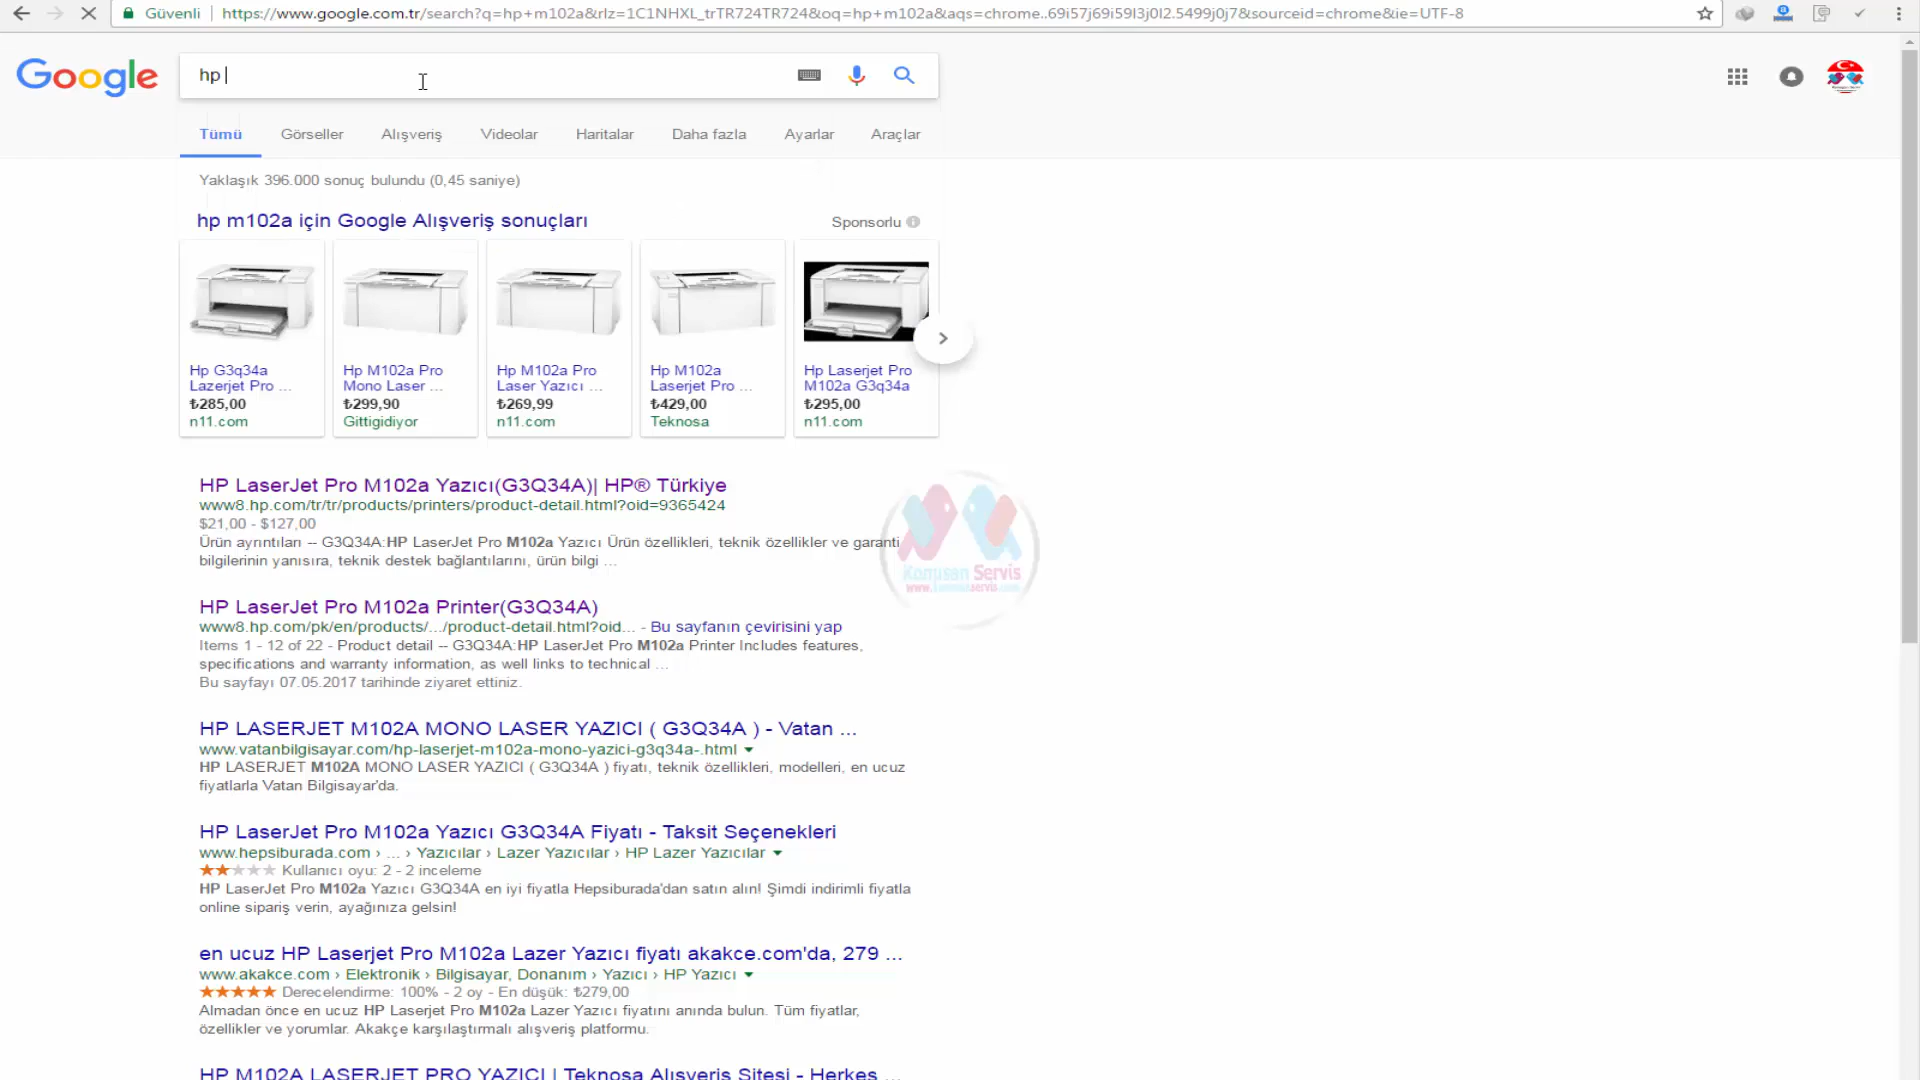 Güvenli
https://www.google.com.tr/search?q=hp+m102a&rlz=1C1NHXL_trTR724TR724&oq=hp+m102a&aqs=chrome..69i57j69i59l3j0l2.5499j0j7&sourceid=chrome&ie=UTF-8
Google
hp
Tümü Görseller Alışveriş Videolar Haritalar Daha fazla Ayarlar Araçlar
Yaklaşık 396.000 sonuç bulundu (0,45 saniye)
hp m102a için Google Alışveriş sonuçları
Sponsorlu
Hp G3q34a
Lazerjet Pro ...
₺285,00
n11.com
Hp M102a Pro
Mono Laser ...
₺299,90
Gittigidiyor
Hp M102a Pro
Laser Yazıcı ...
₺269,99
n11.com
Hp M102a
Laserjet Pro ...
₺429,00
Teknosa
Hp Laserjet Pro
M102a G3q34a
₺295,00
n11.com
HP LaserJet Pro M102a Yazıcı(G3Q34A)| HP® Türkiye
www8.hp.com/tr/tr/products/printers/product-detail.html?oid=9365424
$21,00 - $127,00
Ürün ayrıntıları -- G3Q34A:HP LaserJet Pro M102a Yazıcı Ürün özellikleri, teknik özellikler ve garanti
bilgilerinin yanısıra, teknik destek bağlantılarını, ürün bilgi ...
Servis
HP LaserJet Pro M102a Printer(G3Q34A)
www8.hp.com/pk/en/products/.../product-detail.html?oid... - Bu sayfanın çevirisini yap
Items 1 - 12 of 22 - Product detail -- G3Q34A:HP LaserJet Pro M102a Printer Includes features,
specifications and warranty information, as well links to technical ...
Bu sayfayı 07.05.2017 tarihinde ziyaret ettiniz.
HP LASERJET M102A MONO LASER YAZICI ( G3Q34A ) - Vatan ...
www.vatanbilgisayar.com/hp-laserjet-m102a-mono-yazici-g3q34a-.html
HP LASERJET M102A MONO LASER YAZICI ( G3Q34A ) fiyatı, teknik özellikleri, modelleri, en ucuz
fiyatlarla Vatan Bilgisayar'da.
HP LaserJet Pro M102a Yazıcı G3Q34A Fiyatı - Taksit Seçenekleri
www.hepsiburada.com › ... › Yazıcılar › Lazer Yazıcılar › HP Lazer Yazıcılar
Kullanıcı oyu: 2 - 2 inceleme
HP LaserJet Pro M102a Yazıcı G3Q34A en iyi fiyatla Hepsiburada'dan satın alın! Şimdi indirimli fiyatla
online sipariş verin, ayağınıza gelsin!
en ucuz HP Laserjet Pro M102a Lazer Yazıcı fiyatı akakce.com'da, 279 ...
www.akakce.com › Elektronik › Bilgisayar, Donanım › Yazıcı › HP Yazıcı
Derecelendirme: 100% - 2 oy - En düşük: ₺279,00
Almadan önce en ucuz HP Laserjet Pro M102a Lazer Yazıcı fiyatını anında bulun. Tüm fiyatlar,
özellikler ve yorumlar. Akakçe karşılaştırmalı alışveriş platformu.
HP M102A LASERJET PRO YAZICI | Teknosa Alışveriş Sitesi - Herkes ...